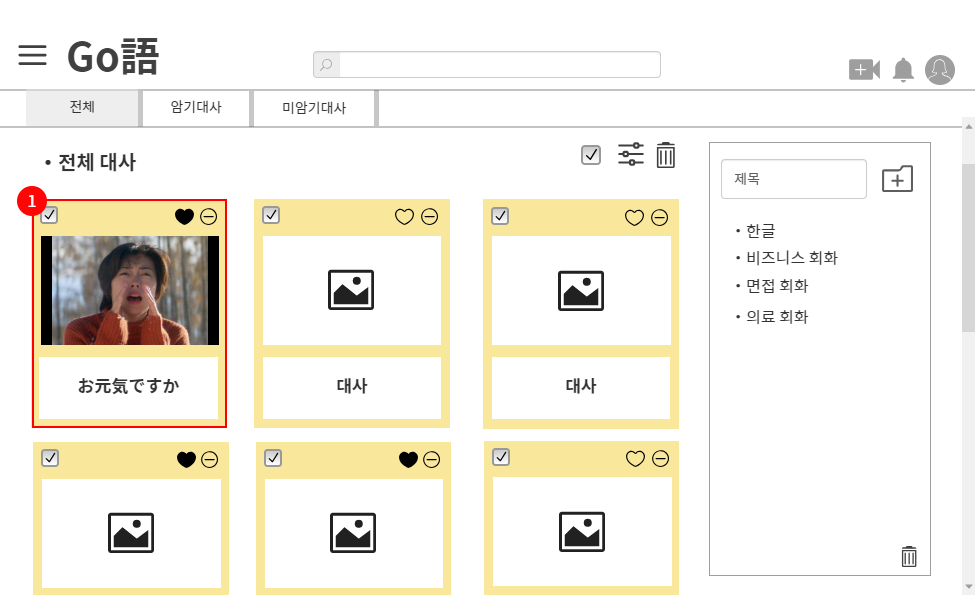 Go語
전체
암기대사
미암기대사
• 전체 대사
1
お元気ですか
대사
대사
제목
• 한글
• 비즈니스 회화
• 면접 회화
• 의료 회화